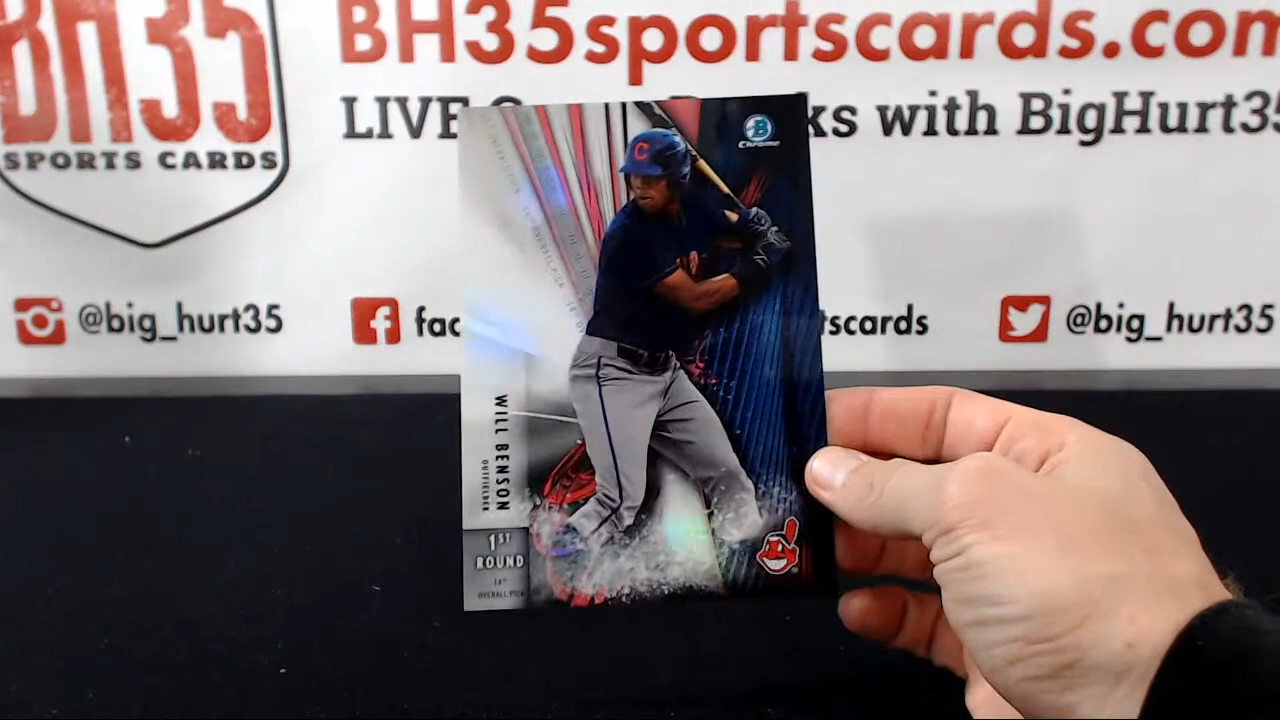 BH35
SPORTS CARDS
BH35sportscards.com
LIVE
ks with BigHurt35
@big_hurt35
f
fac
tscards
@big_hurt35
B
Chrome
C
WILL BENSON
OUTFIELDER
1ST
ROUND
14TH
OVERALL PICK